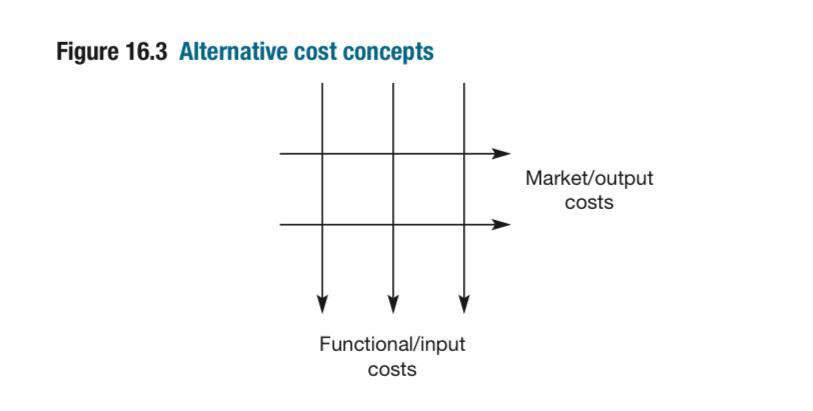 Figure 16.3 Alternative cost concepts
Market/output
costs
Functional/input
costs